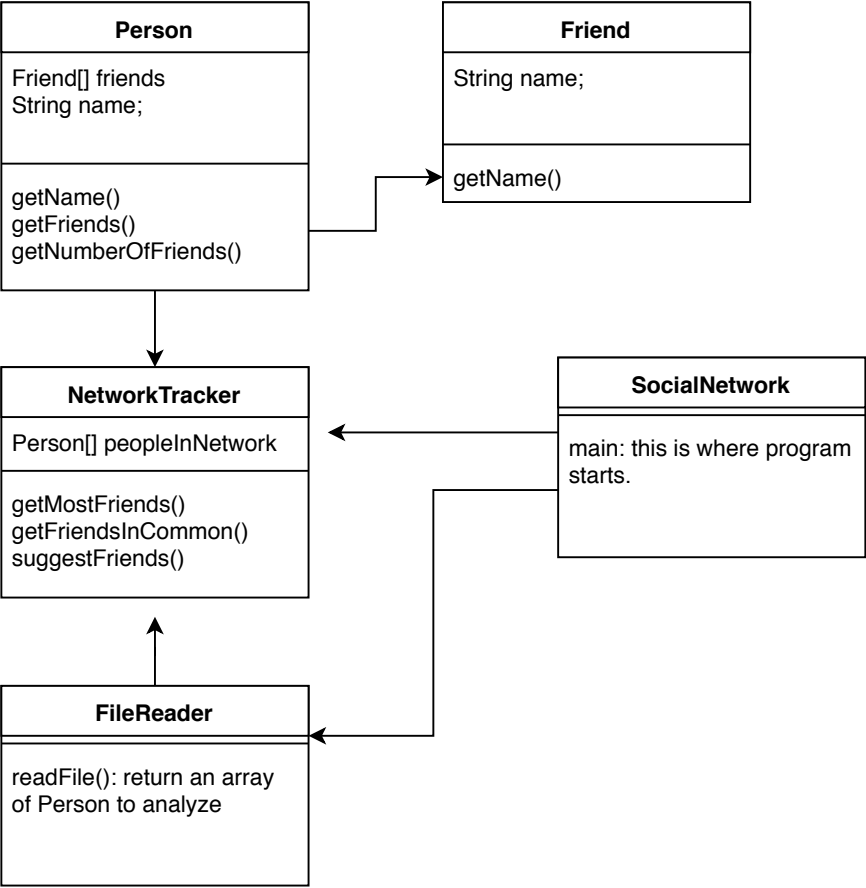 Person
Friend[] friends
String name;
getName()
getFriends()
getNumberOfFriends()
Friend
String name;
getName()
NetworkTracker
Person[] peopleInNetwork
getMostFriends()
getFriendsInCommon()
suggestFriends()
SocialNetwork
main: this is where program
starts.
FileReader
readFile(): return an array
of Person to analyze